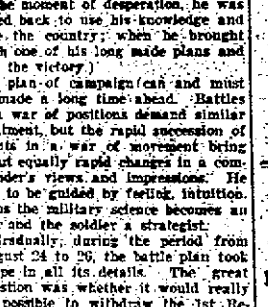 he moment of desperation, he was
ed back to use his knowledge and
e the country; when he brought
h one of his long made plans and
the victory.)
plan of campaign can and must
made a long time ahead. Battles
a war of positions demand similar
tment, but the rapid succession of
ts in a war of movement bring
ut equally rapid changes in a com-
der's views and impressions. He
to be guided by feeling, intuition.
s the military science becomes an
and the soldier a strategist.
radually, during the period from
gust 24 to 26, the battle plan took
pe in all its details. The great
stion was whether it would really
possible to withdraw the 1st Re-